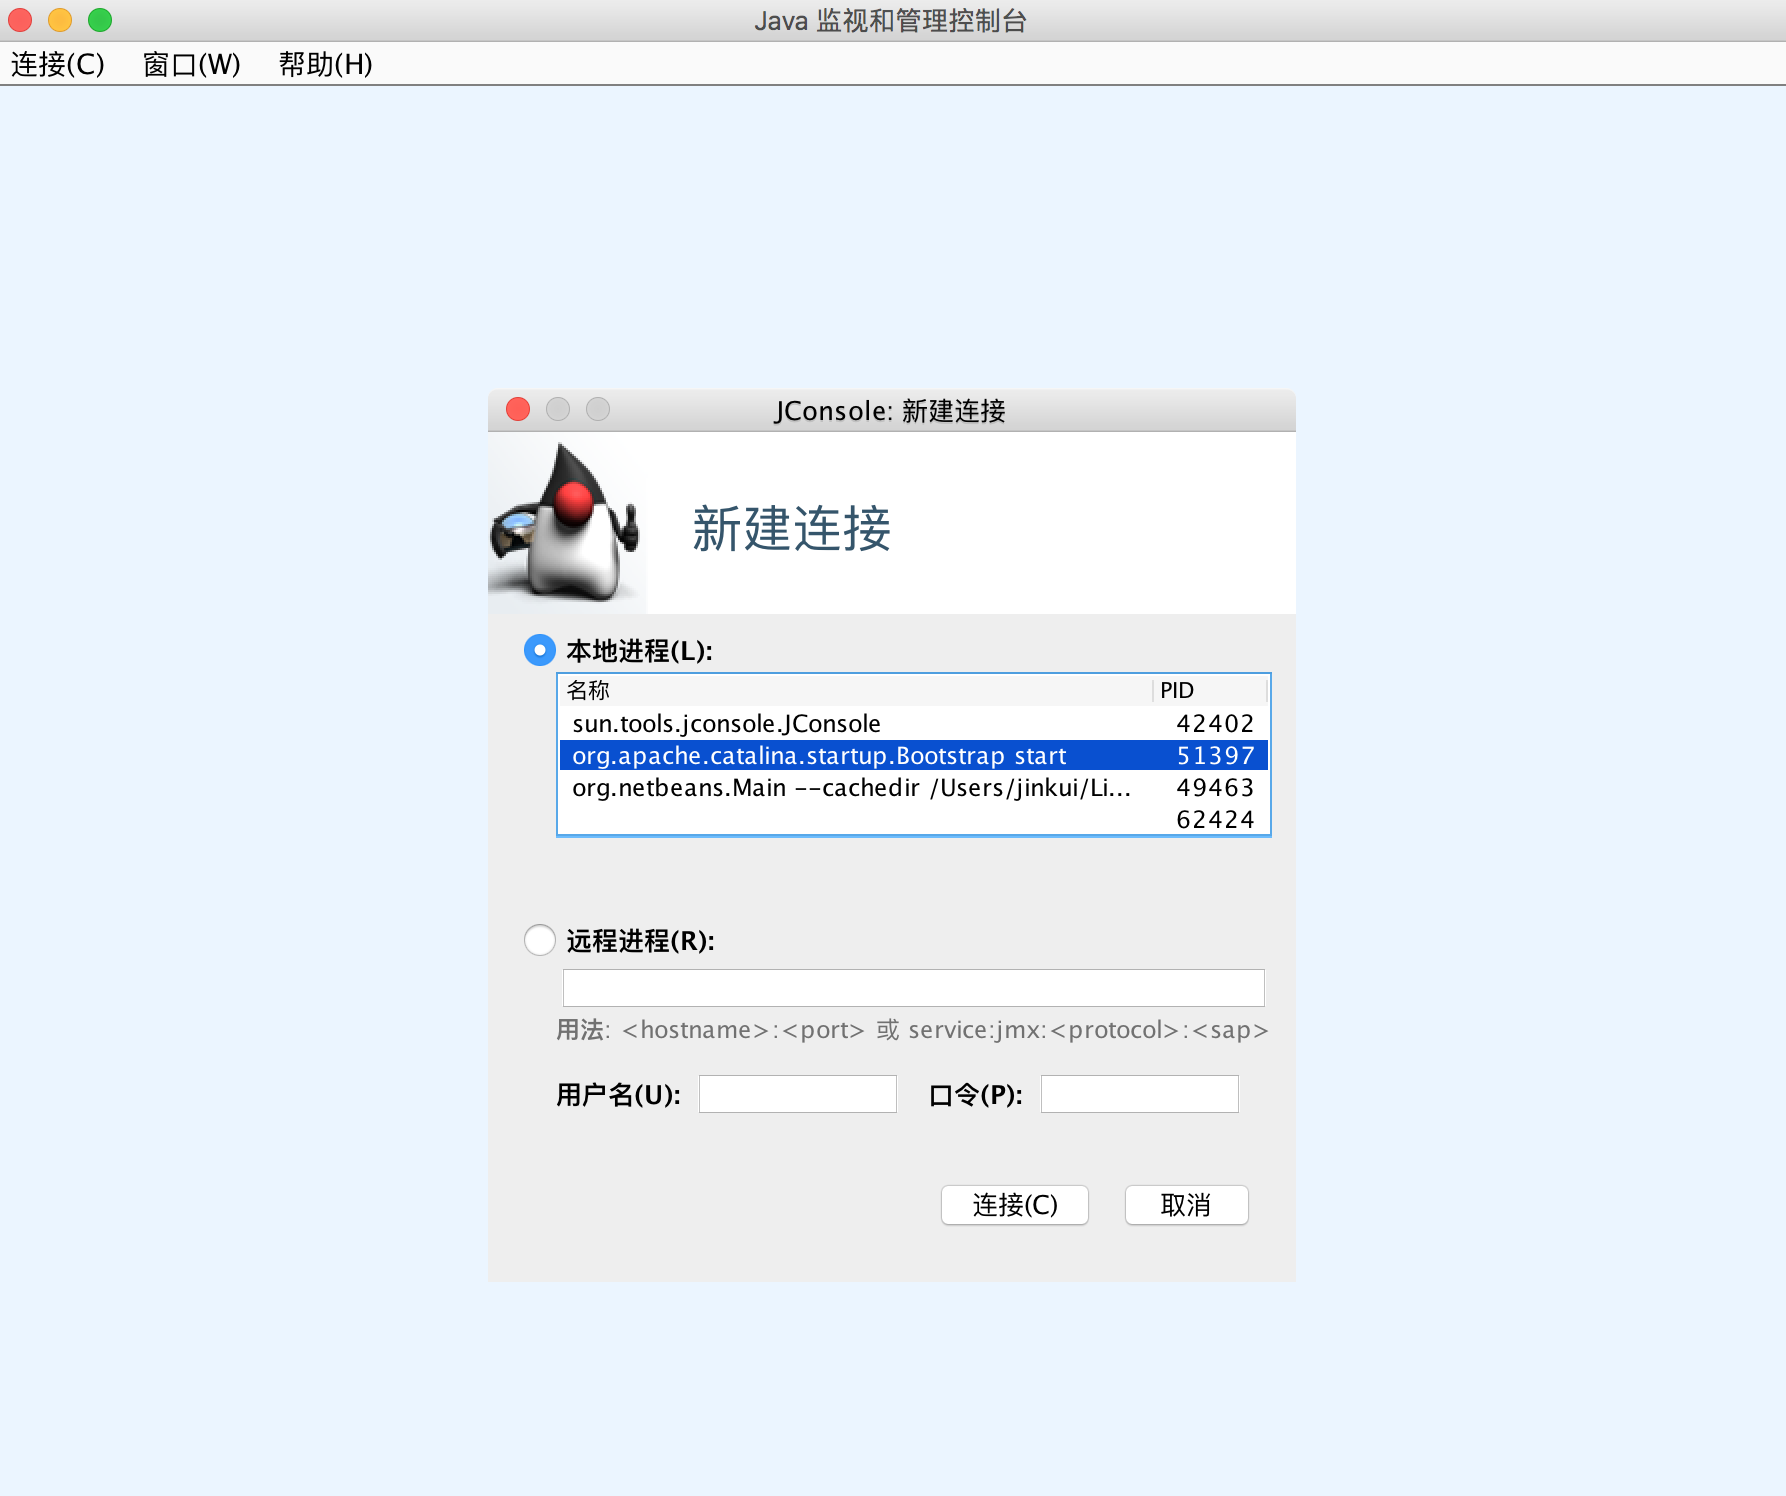 Java 监视和管理控制台
连接(C) 窗口(W) 帮助(H)
JConsole: 新建连接
新建连接
本地进程(L):
名称 PID
sun.tools.jconsole.JConsole 42402
org.apache.catalina.startup.Bootstrap start 51397
org.netbeans.Main --cachedir /Users/jinkui/Li... 49463
62424
远程进程(R):
用法: <hostname>:<port> 或 service:jmx:<protocol>:<sap>
用户名(U): 口令(P):
连接(C) 取消